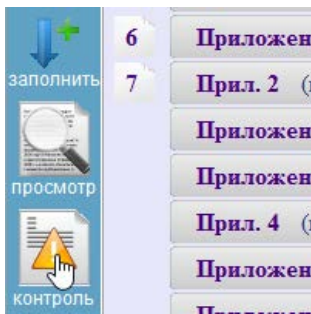 заполнить
просмотр
контроль
6 Приложен
7 Прил. 2 (
Приложен
Приложен
Прил. 4 (
Приложен